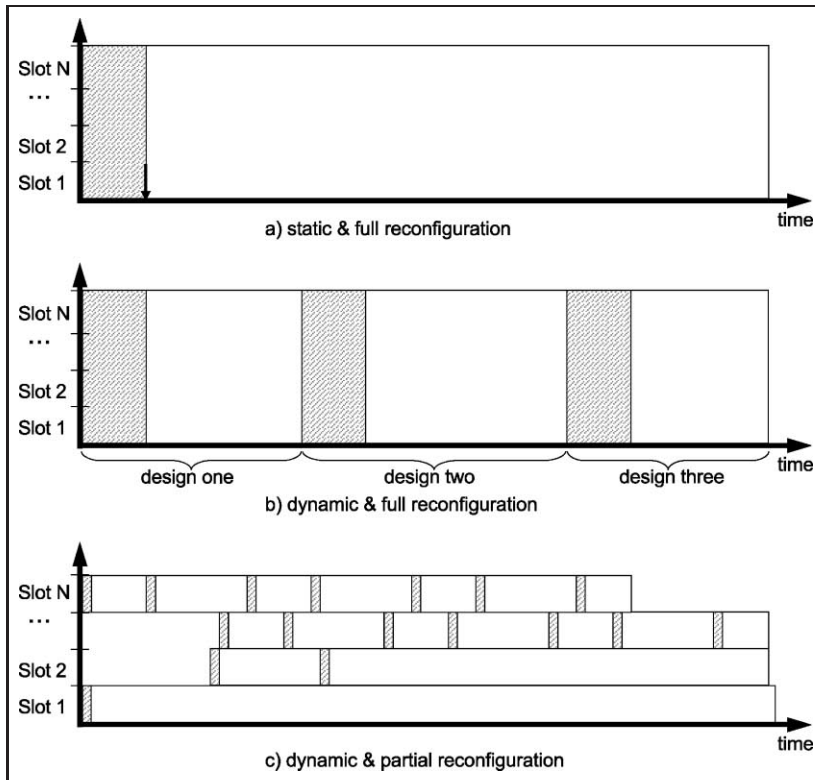 Slot N
...
Slot 2
Slot 1
time
a) static & full reconfiguration
Slot N
...
Slot 2
Slot 1
time
design one
design two
design three
b) dynamic & full reconfiguration
Slot N
...
Slot 2
Slot 1
time
c) dynamic & partial reconfiguration